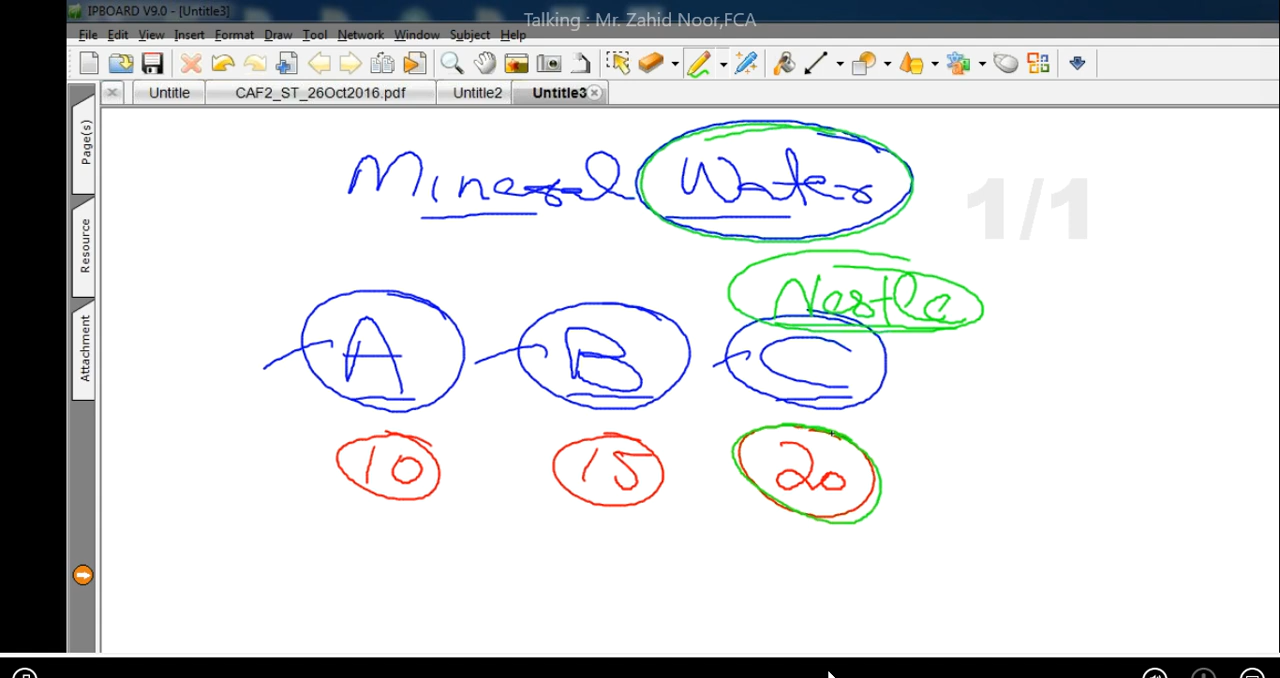 IPBOARD V9.0 - [Untitle3]
Talking : Mr. Zahid Noor,FCA
File Edit View Insert Format Draw Tool Network Window Subject Help
Untitle CAF2_ST_26Oct2016.pdf Untitle2 Untitle3
Page(s)
Resource
Attachment
Mineral Water
1/1
Nestle
A B C
10 15 20